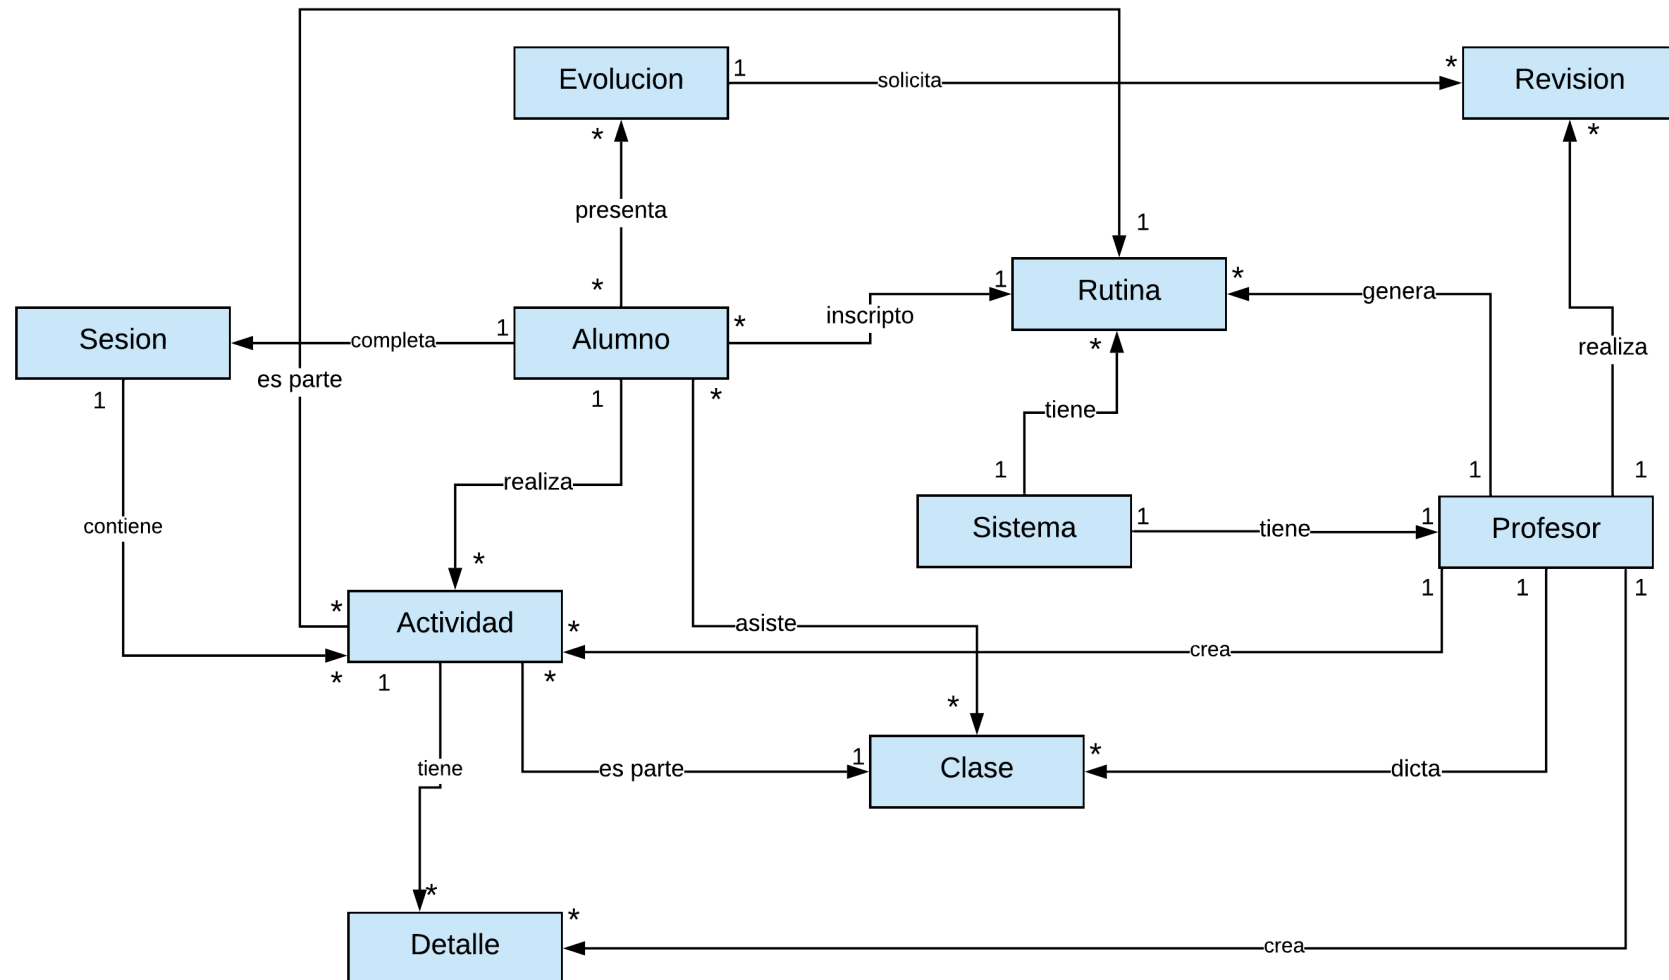 Evolucion
1
solicita
*
Revision
*
*
presenta
1
Rutina
*
genera
1
inscripto
*
Sesion
completa
1
Alumno
*
realiza
es parte
1
1
*
*
tiene
1
1
1
realiza
contiene
Sistema
1
tiene
1
Profesor
*
1
1
1
*
Actividad
*
asiste
crea
*
1
*
*
tiene
es parte
1
Clase
*
dicta
*
Detalle
*
crea